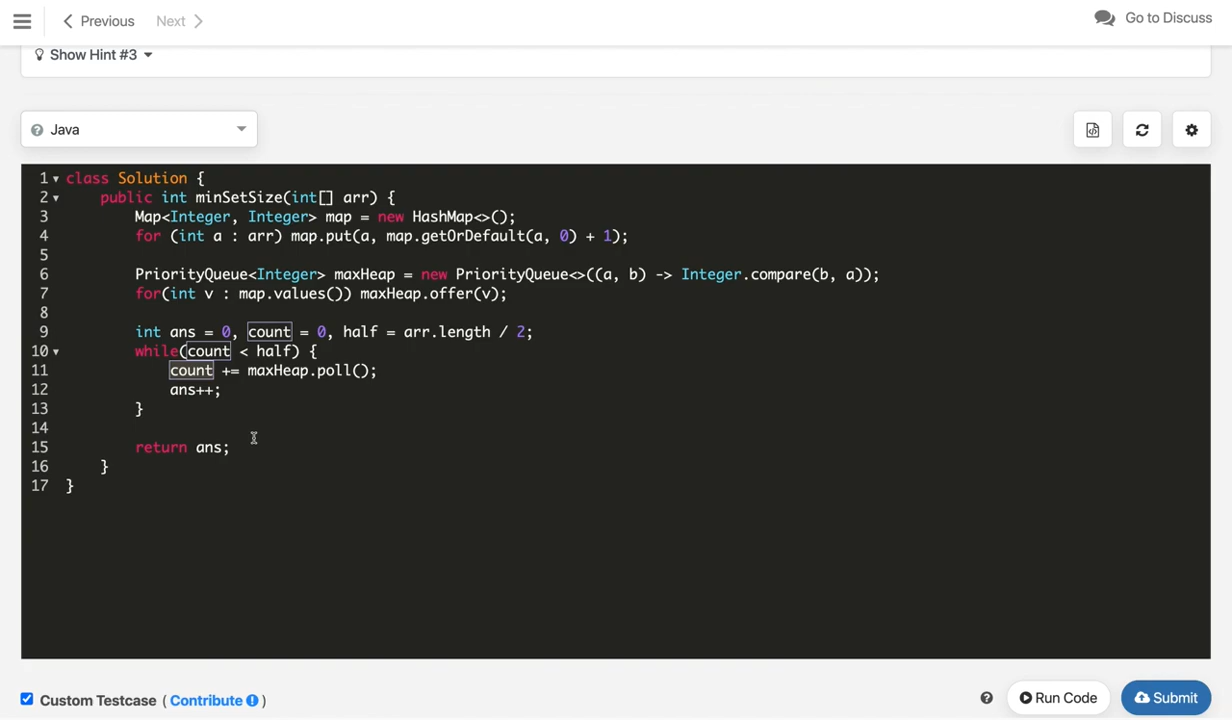 Previous Next Go to Discuss
Show Hint #3
Java
1 class Solution {
2 public int minSetSize(int[] arr) {
3 Map<Integer, Integer> map = new HashMap<>();
4 for (int a : arr) map.put(a, map.getOrDefault(a, 0) + 1);
5
6 PriorityQueue<Integer> maxHeap = new PriorityQueue<>((a, b) -> Integer.compare(b, a));
7 for(int v : map.values()) maxHeap.offer(v);
8
9 int ans = 0, count = 0, half = arr.length / 2;
10 while(count < half) {
11 count += maxHeap.poll();
12 ans++;
13 }
14
15 return ans;
16 }
17 }
Custom Testcase ( Contribute ) Run Code Submit